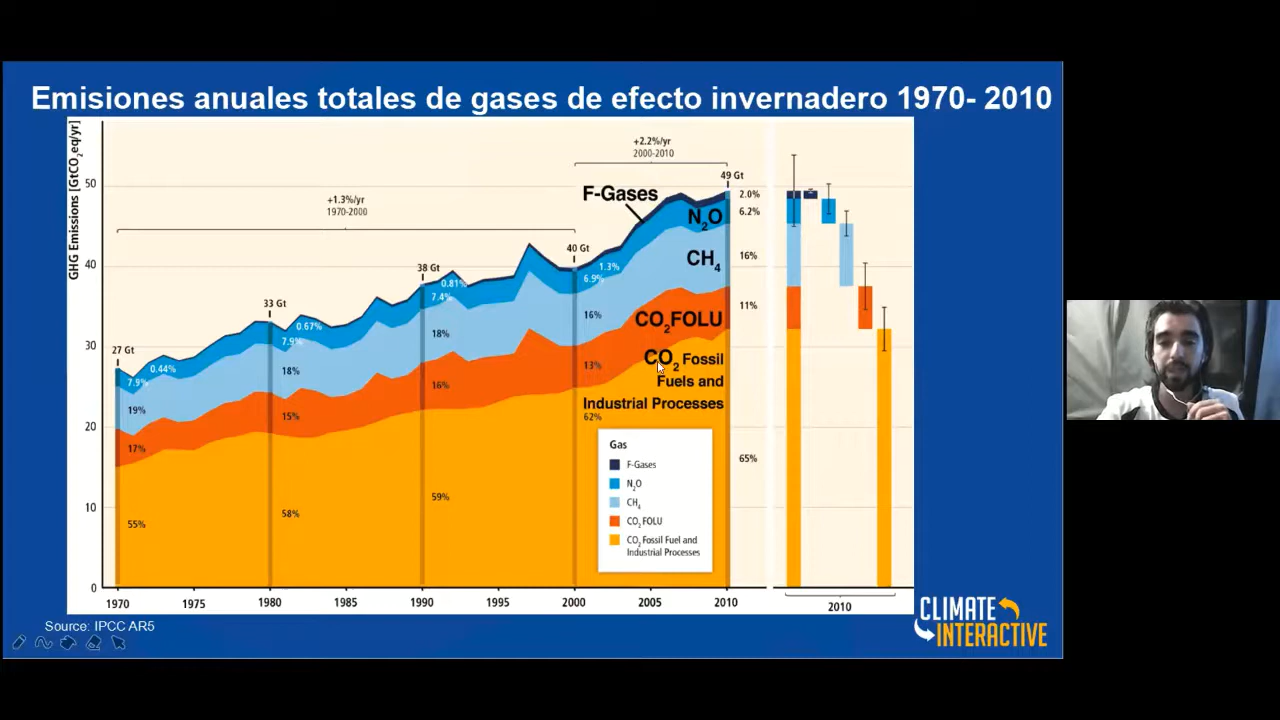 Emisiones anuales totales de gases de efecto invernadero 1970- 2010
GHG Emissions [GtCO2eq/yr]
50
40
30
20
10
0
+1.3%/yr
1970-2000
+2.2%/yr
2000-2010
27 Gt
33 Gt
38 Gt
40 Gt
49 Gt
7.9%
0.44%
19%
17%
55%
0.67%
7.9%
18%
15%
58%
0.81%
7.4%
18%
16%
59%
1.3%
6.9%
16%
13%
62%
2.0%
6.2%
16%
11%
65%
F-Gases
N2O
CH4
CO2FOLU
CO2 Fossil
Fuels and
Industrial Processes
Gas
F-Gases
N2O
CH4
CO2 FOLU
CO2 Fossil Fuel and
Industrial Processes
1970
1975
1980
1985
1990
1995
2000
2005
2010
2010
Source: IPCC AR5
CLIMATE
INTERACTIVE